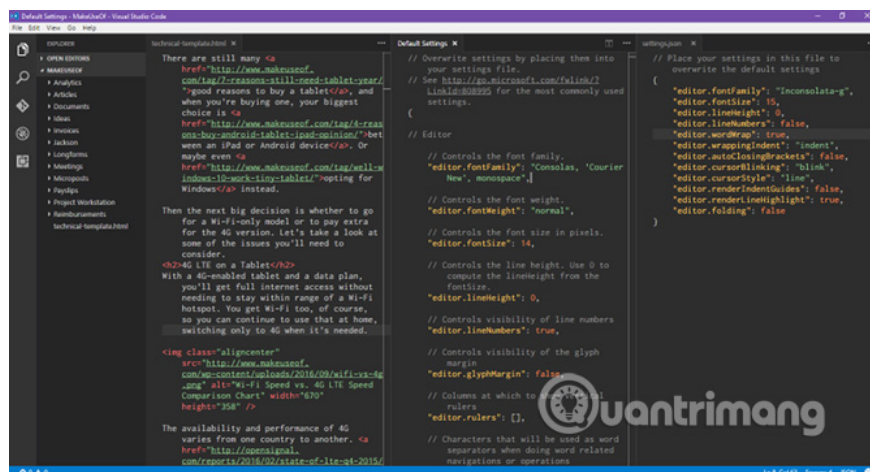 Default Settings - MakeUseOf - Visual Studio Code
File Edit View Go Help
EXPLORER
OPEN EDITORS
MAKEUSEOF
Analytics
Articles
Documents
Ideas
Invoices
Jackson
Longforms
Meetings
Microposts
Payslips
Project Workstation
Reimbursements
technical-template.html
technical-template.html
There are still many <a
href="http://www.makeuseof.
com/tag/7-reasons-still-need-tablet-year/
">good reasons to buy a tablet</a>, and
when you're buying one, your biggest
choice is <a
href="http://www.makeuseof.com/tag/4-reas
ons-buy-android-tablet-ipad-opinion/">bet
ween an iPad or Android device</a>. Or
maybe even <a
href="http://www.makeuseof.com/tag/well-w
indows-10-work-tiny-tablet/">opting for
Windows</a> instead.
Then the next big decision is whether to go
for a Wi-Fi-only model or to pay extra
for the 4G version. Let's take a look at
some of the issues you'll need to
consider.
<h2>4G LTE on a Tablet</h2>
With a 4G-enabled tablet and a data plan,
you'll get full internet access without
needing to stay within range of a Wi-Fi
hotspot. You get Wi-Fi too, of course,
so you can continue to use that at home,
switching only to 4G when it's needed.
<img class="aligncenter"
src="http://www.makeuseof.
com/wp-content/uploads/2016/09/wifi-vs-4g
.png" alt="Wi-Fi Speed vs. 4G LTE Speed
Comparison Chart" width="670"
height="358" />
The availability and performance of 4G
varies from one country to another. <a
href="http://opensignal.
com/reports/2016/02/state-of-lte-q4-2015/
Default Settings
// Overwrite settings by placing them into
your settings file.
// See http://go.microsoft.com/fwlink/?
LinkId=808995 for the most commonly used
settings.
{
// Editor
// Controls the font family.
"editor.fontFamily": "Consolas, 'Courier
New', monospace",
// Controls the font weight.
"editor.fontWeight": "normal",
// Controls the font size in pixels.
"editor.fontSize": 14,
// Controls the line height. Use 0 to
compute the lineHeight from the
fontSize.
"editor.lineHeight": 0,
// Controls visibility of line numbers
"editor.lineNumbers": true,
// Controls visibility of the glyph
margin
"editor.glyphMargin": false,
// Columns at which to
rulers
"editor.rulers": [],
// Characters that will be used as word
separators when doing word related
navigations or operations
settings.json
// Place your settings in this file to
overwrite the default settings
{
"editor.fontFamily": "Inconsolata-g",
"editor.fontSize": 15,
"editor.lineHeight": 0,
"editor.lineNumbers": false,
"editor.wordWrap": true,
"editor.wrappingIndent": "indent",
"editor.autoClosingBrackets": false,
"editor.cursorBlinking": "blink",
"editor.cursorStyle": "line",
"editor.renderIndentGuides": false,
"editor.renderLineHighlight": true,
"editor.folding": false
}
Quantrimang